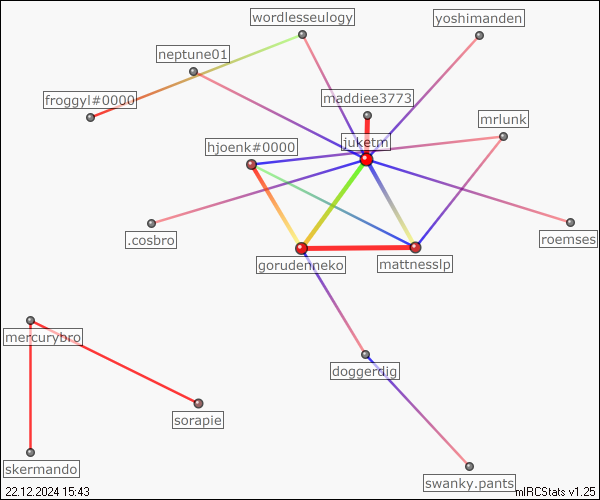 wordlesseulogy
yoshimanden
neptune01
froggyl#0000
maddiee3773
mrlunk
juketm
hjoenk#0000
.cosbro
roemses
gorudenneko
mattnesslp
mercurybro
doggerdig
sorapie
skermando
swanky.pants
22.12.2024 15:43
mIRCStats v1.25